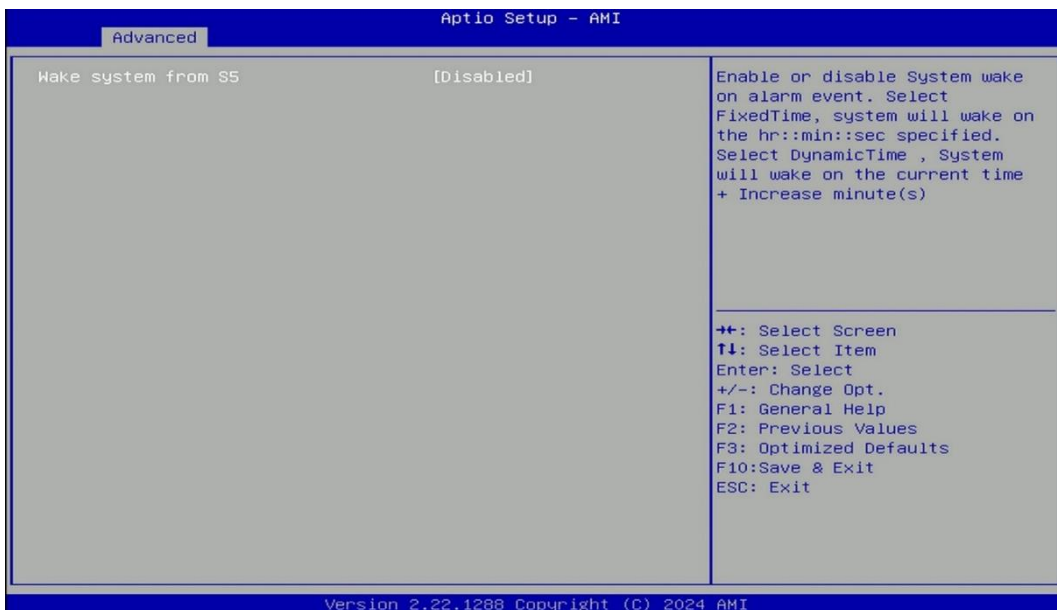 Aptio Setup – AMI
Advanced
Wake system from S5 [Disabled]
Enable or disable System wake
on alarm event. Select
FixedTime, system will wake on
the hr::min::sec specified.
Select DynamicTime , System
will wake on the current time
+ Increase minute(s)
→←: Select Screen
↑↓: Select Item
Enter: Select
+/-: Change Opt.
F1: General Help
F2: Previous Values
F3: Optimized Defaults
F10:Save & Exit
ESC: Exit
Version 2.22.1288 Copyright (C) 2024 AMI